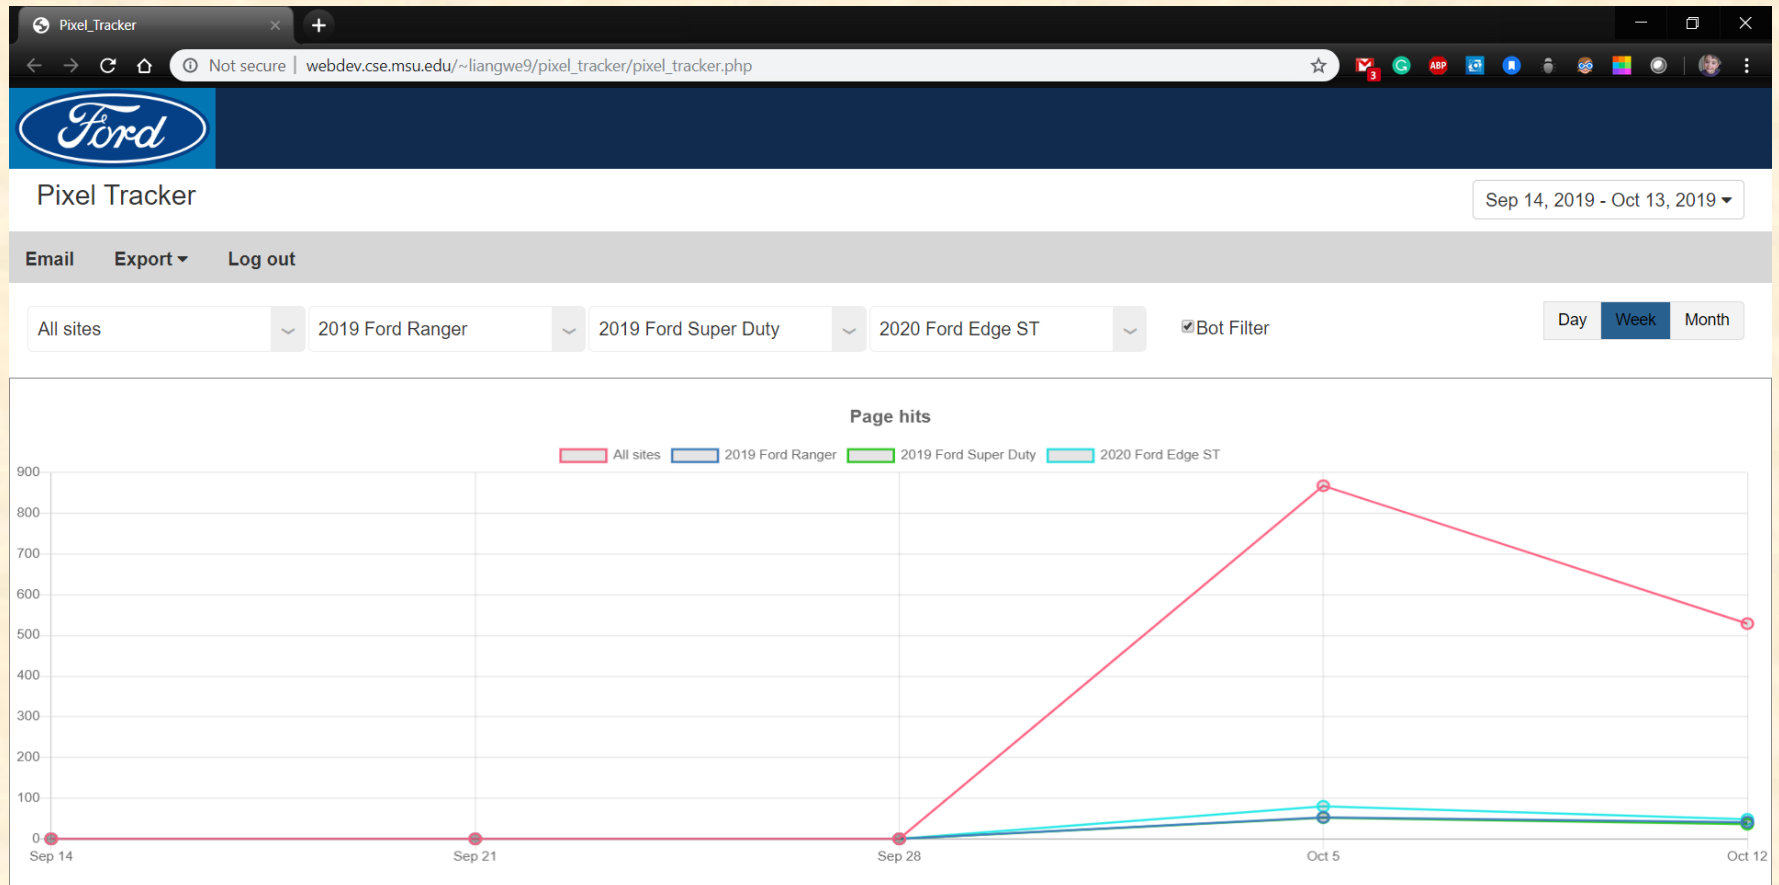 Pixel_Tracker
Not secure | webdev.cse.msu.edu/~liangwe9/pixel_tracker/pixel_tracker.php
3
G
ABP
Ford
Pixel Tracker
Sep 14, 2019 - Oct 13, 2019
Email Export Log out
All sites 2019 Ford Ranger 2019 Ford Super Duty 2020 Ford Edge ST Bot Filter Day Week Month
Page hits
All sites 2019 Ford Ranger 2019 Ford Super Duty 2020 Ford Edge ST
900
800
700
600
500
400
300
200
100
0
Sep 14 Sep 21 Sep 28 Oct 5 Oct 12